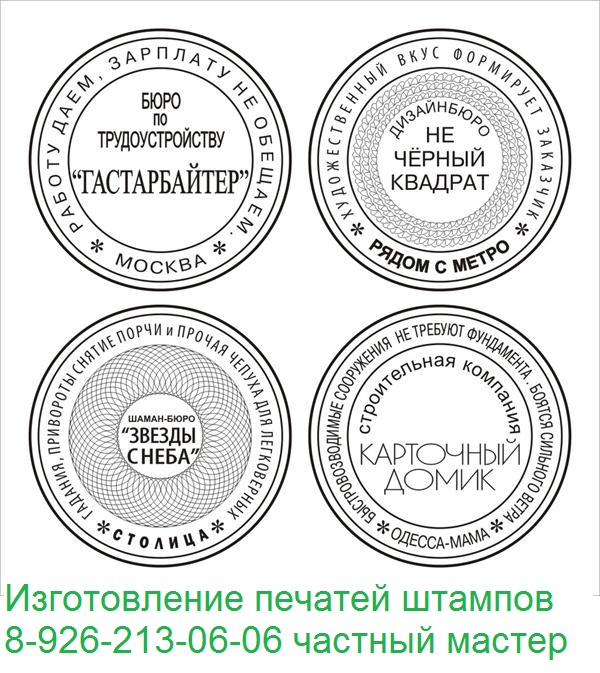 РАБОТУ ДАЕМ, ЗАРПЛАТУ НЕ ОБЕЩАЕМ.
БЮРО
по
ТРУДОУСТРОЙСТВУ
"ГАСТАРБАЙТЕР"
* МОСКВА *
ХУДОЖЕСТВЕННЫЙ ВКУС ФОРМИРУЕТ ЗАКАЗЧИК
ДИЗАЙНБЮРО
НЕ
ЧЁРНЫЙ
КВАДРАТ
* РЯДОМ С МЕТРО *
ГАДАНИЯ, ПРИВОРОТЫ СНЯТИЕ ПОРЧИ и ПРОЧАЯ ЧЕПУХА ДЛЯ ЛЕГКОВЕРНЫХ
ШАМАН-БЮРО
"ЗВЕЗДЫ
С НЕБА"
* СТОЛИЦА *
БЫСТРОВОЗВОДИМЫЕ СООРУЖЕНИЯ НЕ ТРЕБУЮТ ФУНДАМЕНТА . БОЯТСЯ СИЛЬНОГО ВЕТРА
строительная компания
КАРТОЧНЫЙ
ДОМИК
* ОДЕССА-МАМА *
Изготовление печатей штампов
8-926-213-06-06 частный мастер